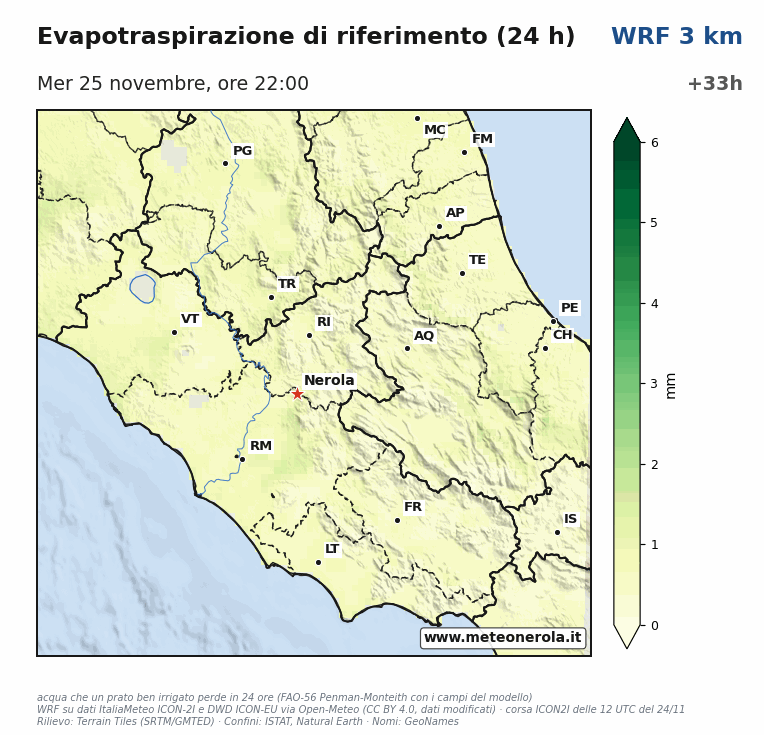 Evapotraspirazione di riferimento (24 h) WRF 3 km
Mer 25 novembre, ore 22:00 +33h
MC
FM
PG
AP
TE
TR
PE
VT
RI
AQ
CH
Nerola
RM
FR
IS
LT
www.meteonerola.it
6
5
4
3
2
1
0
mm
acqua che un prato ben irrigato perde in 24 ore (FAO-56 Penman-Monteith con i campi del modello)
WRF su dati ItaliaMeteo ICON-2I e DWD ICON-EU via Open-Meteo (CC BY 4.0, dati modificati) · corsa ICON2I delle 12 UTC del 24/11
Rilievo: Terrain Tiles (SRTM/GMTED) · Confini: ISTAT, Natural Earth · Nomi: GeoNames